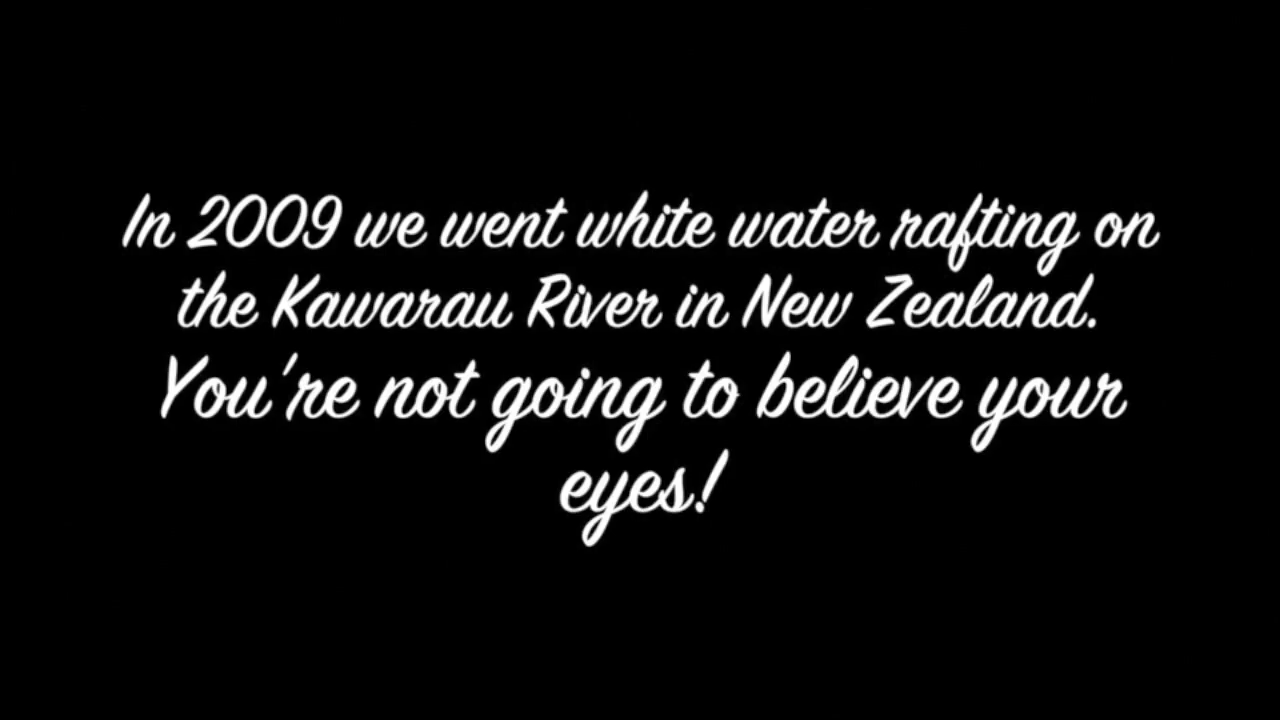 In 2009 we went white water rafting on
the Kawarau River in New Zealand.
You're not going to believe your
eyes!